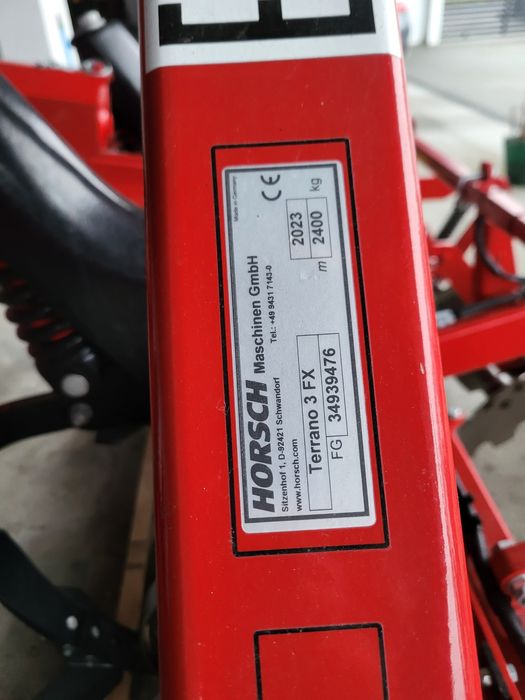 HORSCH Maschinen GmbH
Sitzenhof 1, D-92421 Schwandorf Tel.: +49 9431 7143-0
www.horsch.com
Made in Germany
CE
Terrano 3 FX 2023
FG 34939476 m 2400 kg